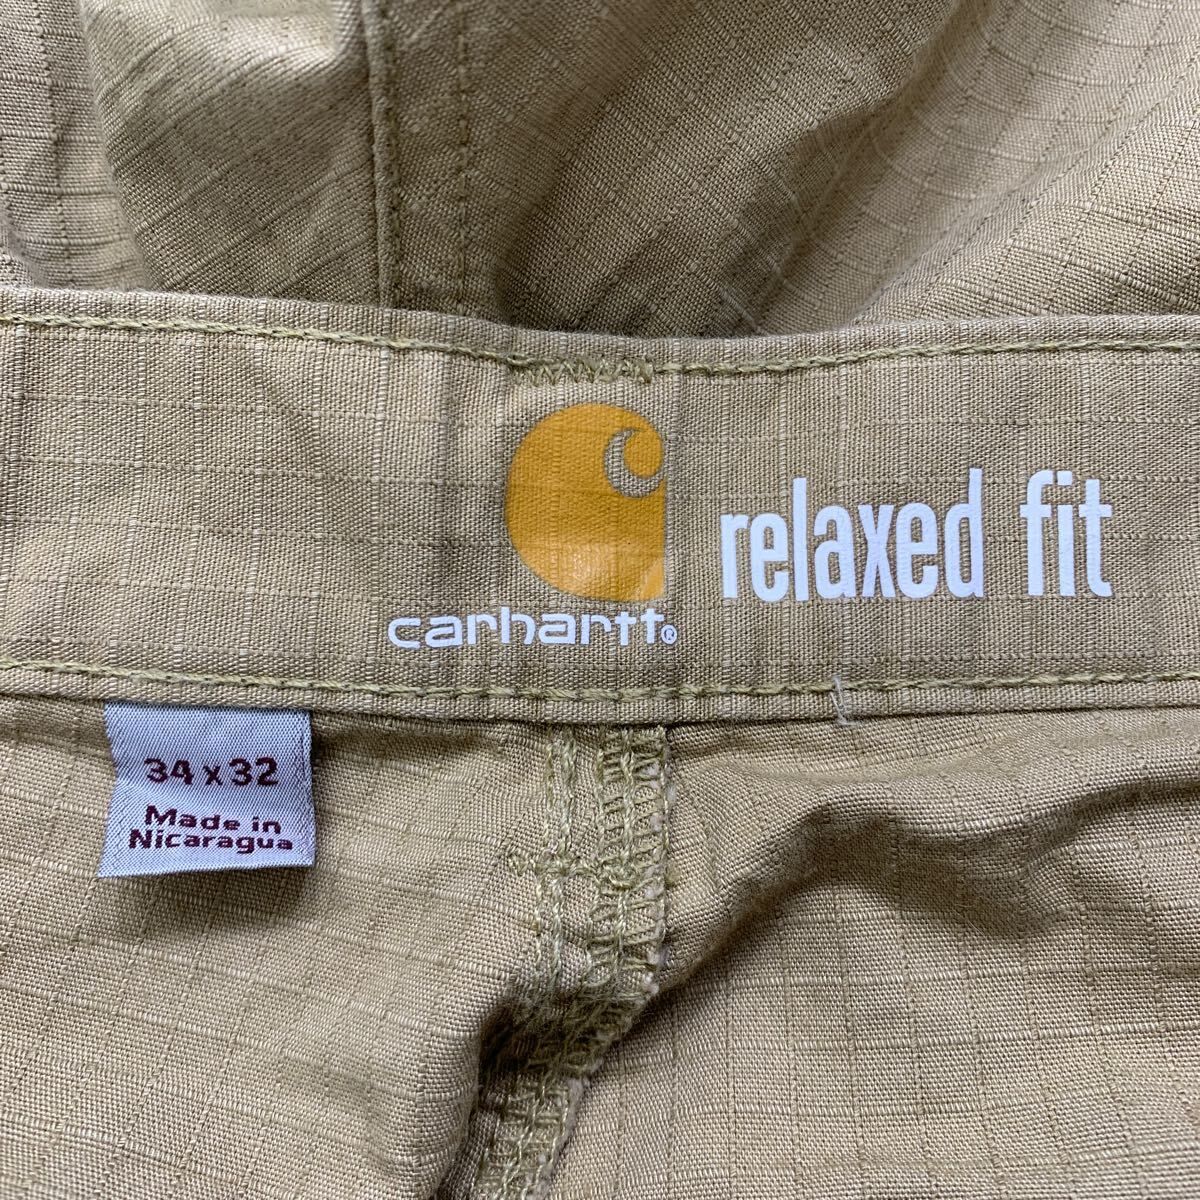 carhartt®
relaxed fit
34 x 32
Made in
Nicaragua